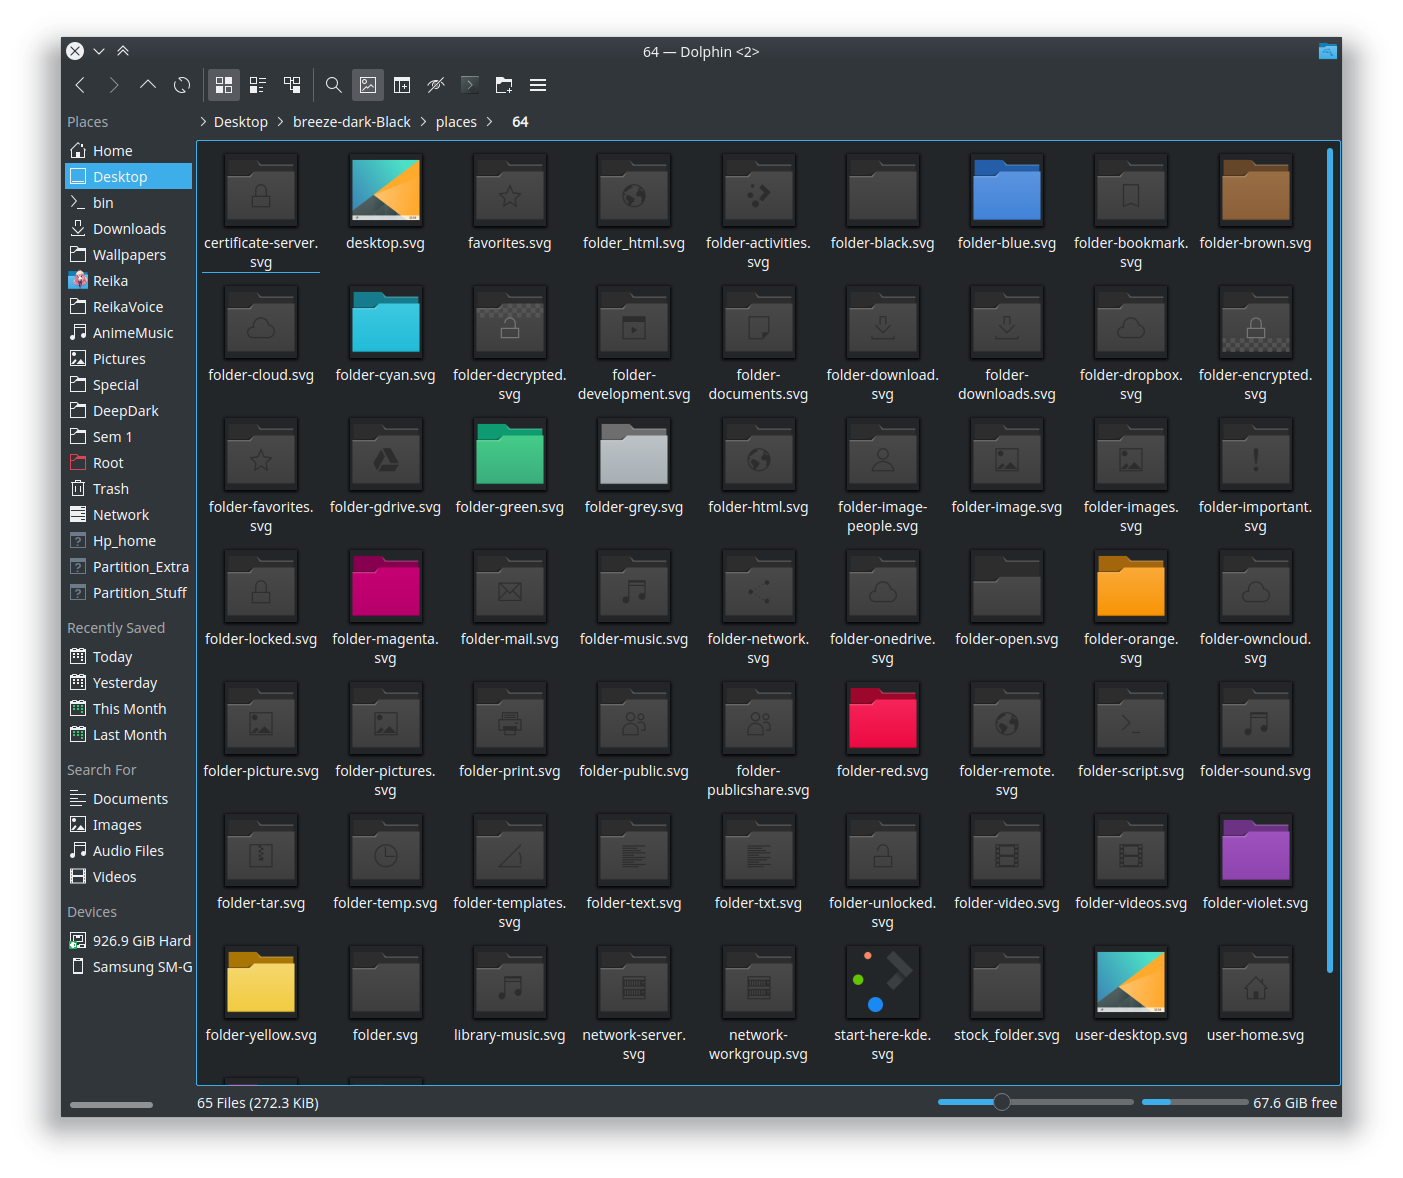 64 — Dolphin <2>
Places
Desktop
breeze-dark-Black
places
64
Home
Desktop
bin
Downloads
Wallpapers
Reika
ReikaVoice
AnimeMusic
Pictures
Special
DeepDark
Sem 1
Root
Trash
Network
Hp_home
Partition_Extra
Partition_Stuff
Recently Saved
Today
Yesterday
This Month
Last Month
Search For
Documents
Images
Audio Files
Videos
Devices
926.9 GiB Hard
Samsung SM-G
certificate-server.
svg
desktop.svg
favorites.svg
folder_html.svg
folder-activities.
svg
folder-black.svg
folder-blue.svg
folder-bookmark.
svg
folder-brown.svg
folder-cloud.svg
folder-cyan.svg
folder-decrypted.
svg
folder-
development.svg
folder-
documents.svg
folder-download.
svg
folder-
downloads.svg
folder-dropbox.
svg
folder-encrypted.
svg
folder-favorites.
svg
folder-gdrive.svg
folder-green.svg
folder-grey.svg
folder-html.svg
folder-image-
people.svg
folder-image.svg
folder-images.
svg
folder-important.
svg
folder-locked.svg
folder-magenta.
svg
folder-mail.svg
folder-music.svg
folder-network.
svg
folder-onedrive.
svg
folder-open.svg
folder-orange.
svg
folder-owncloud.
svg
folder-picture.svg
folder-pictures.
svg
folder-print.svg
folder-public.svg
folder-
publicshare.svg
folder-red.svg
folder-remote.
svg
folder-script.svg
folder-sound.svg
folder-tar.svg
folder-temp.svg
folder-templates.
svg
folder-text.svg
folder-txt.svg
folder-unlocked.
svg
folder-video.svg
folder-videos.svg
folder-violet.svg
folder-yellow.svg
folder.svg
library-music.svg
network-server.
svg
network-
workgroup.svg
start-here-kde.
svg
stock_folder.svg
user-desktop.svg
user-home.svg
65 Files (272.3 KiB)
67.6 GiB free